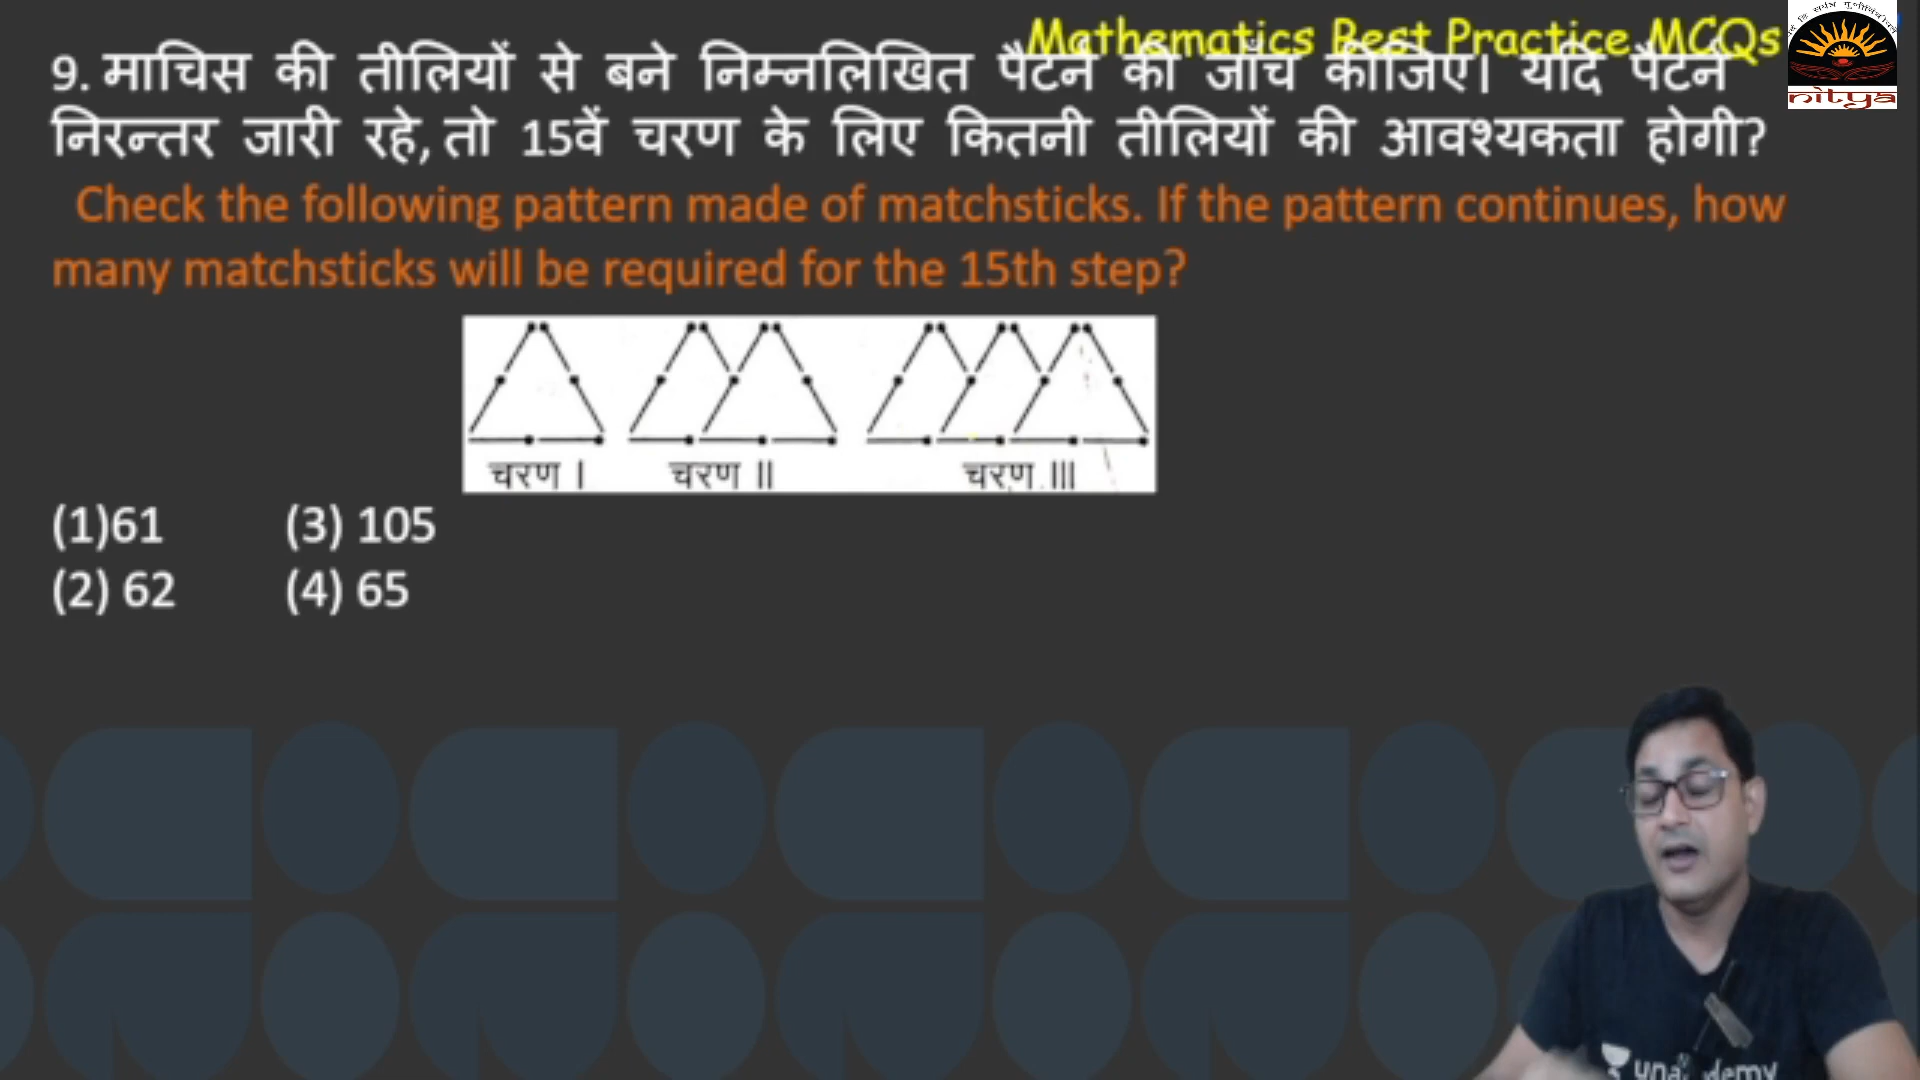 Mathematics Best Practice MCQs
9. माचिस की तीलियों से बने निम्नलिखित पैटर्न की जाँच कीजिए। यदि पैटर्न
निरन्तर जारी रहे, तो 15वें चरण के लिए कितनी तीलियों की आवश्यकता होगी?
Check the following pattern made of matchsticks. If the pattern continues, how
many matchsticks will be required for the 15th step?
चरण I चरण II चरण III
(1)61 (3) 105
(2) 62 (4) 65
nitya